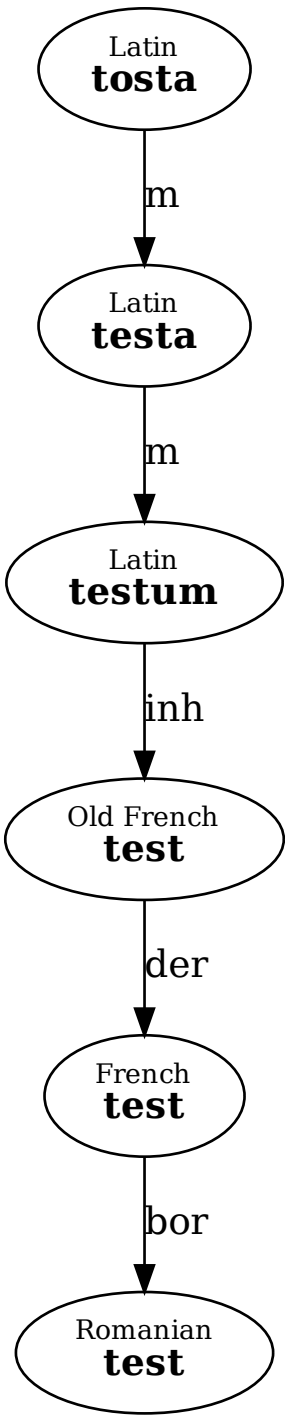 Latin
tosta
m
Latin
testa
m
Latin
testum
inh
Old French
test
der
French
test
bor
Romanian
test